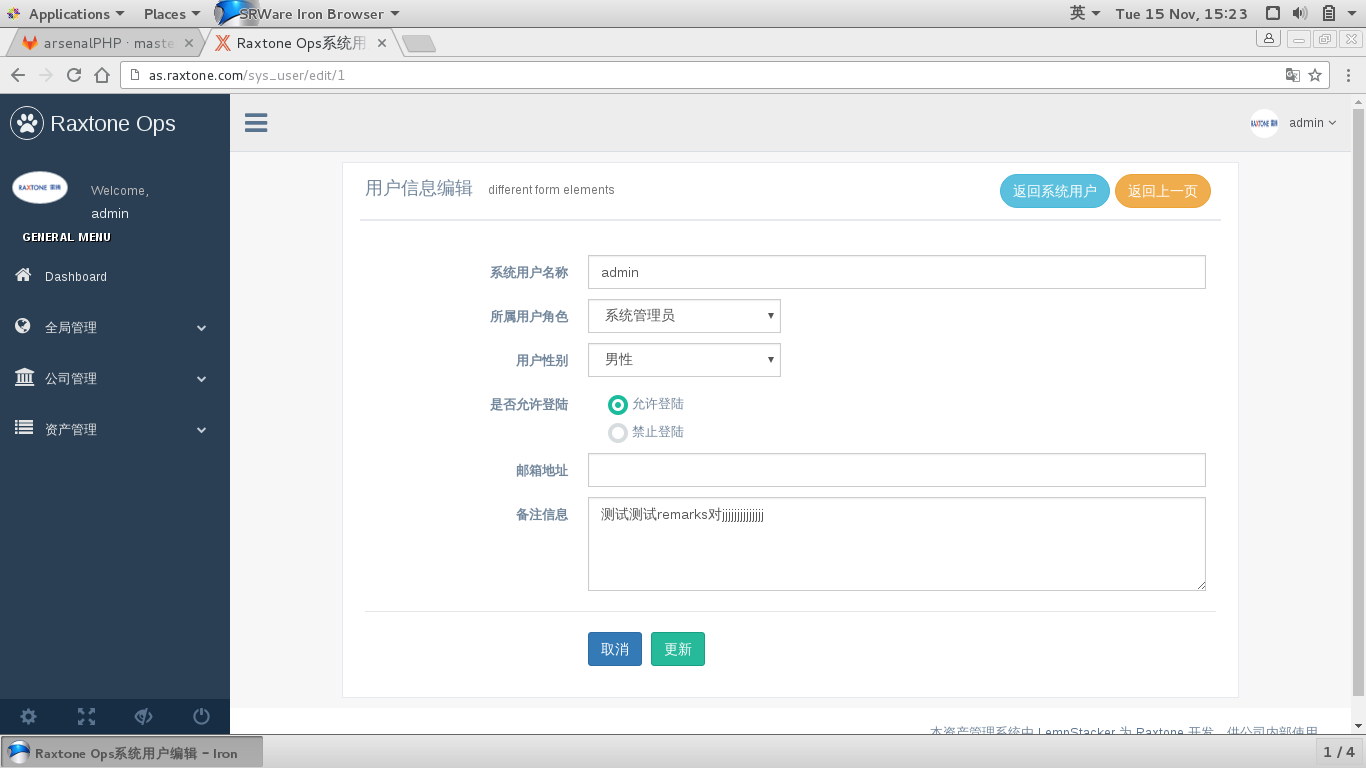 Applications Places SRWare Iron Browser 英 Tue 15 Nov, 15:23
arsenalPHP · maste Raxtone Ops系统用
as.raxtone.com/sys_user/edit/1
Raxtone Ops
RAXTONE
admin
RAXTONE
Welcome,
admin
GENERAL MENU
Dashboard
全局管理
公司管理
资产管理
用户信息编辑 different form elements 返回系统用户 返回上一页
系统用户名称 admin
所属用户角色 系统管理员
用户性别 男性
是否允许登陆 允许登陆
禁止登陆
邮箱地址
备注信息 测试测试remarks对jjjjjjjjjjjjjj
取消 更新
本资产管理系统由 LempStacker 为 Raxtone 开发，供公司内部使用
Raxtone Ops系统用户编辑 - Iron 1 / 4